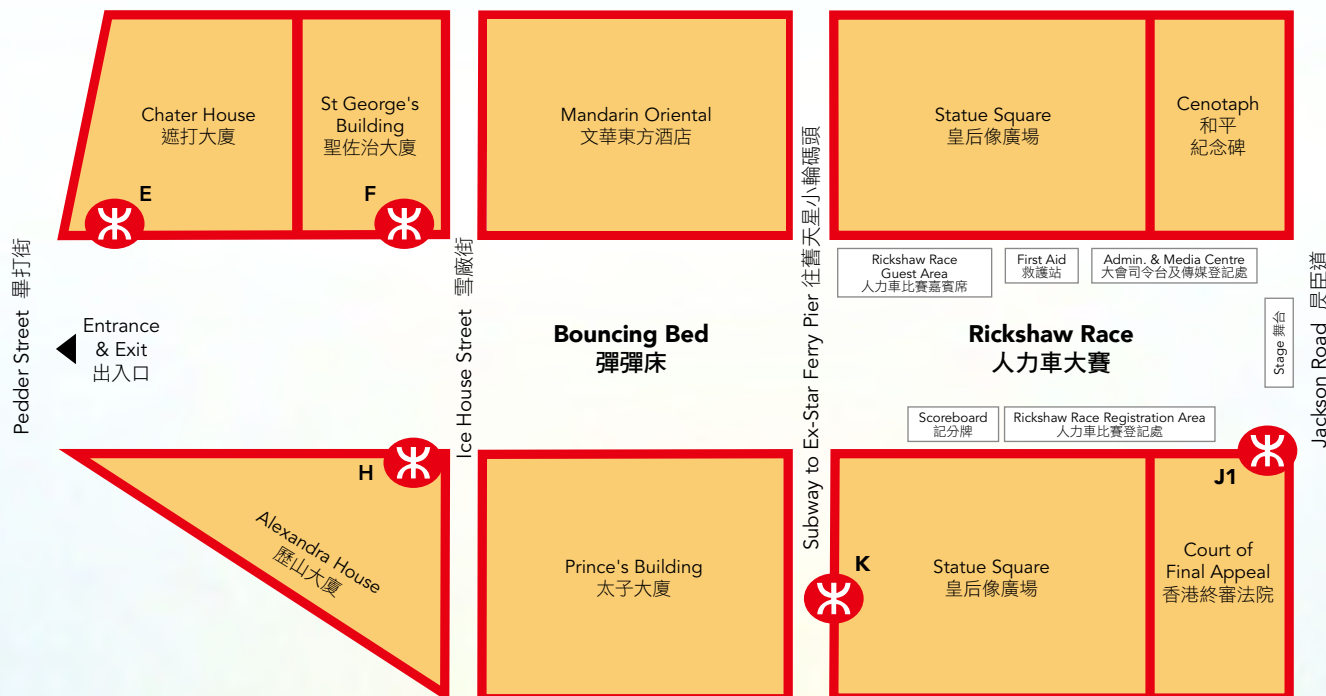 Chater House
遮打大廈
St George's
Building
聖佐治大廈
Mandarin Oriental
文華東方酒店
Statue Square
皇后像廣場
Cenotaph
和平
紀念碑
E
F
Pedder Street 畢打街
Entrance
& Exit
出入口
Ice House Street 雪廠街
Bouncing Bed
彈彈床
Subway to Ex-Star Ferry Pier 往舊天星小輪碼頭
Rickshaw Race
Guest Area
人力車比賽嘉賓席
First Aid
救護站
Admin. & Media Centre
大會司令台及傳媒登記處
Rickshaw Race
人力車大賽
Stage 舞台
Jackson Road 昃臣道
Scoreboard
記分牌
Rickshaw Race Registration Area
人力車比賽登記處
H
J1
K
Alexandra House
歷山大廈
Prince's Building
太子大廈
Statue Square
皇后像廣場
Court of
Final Appeal
香港終審法院